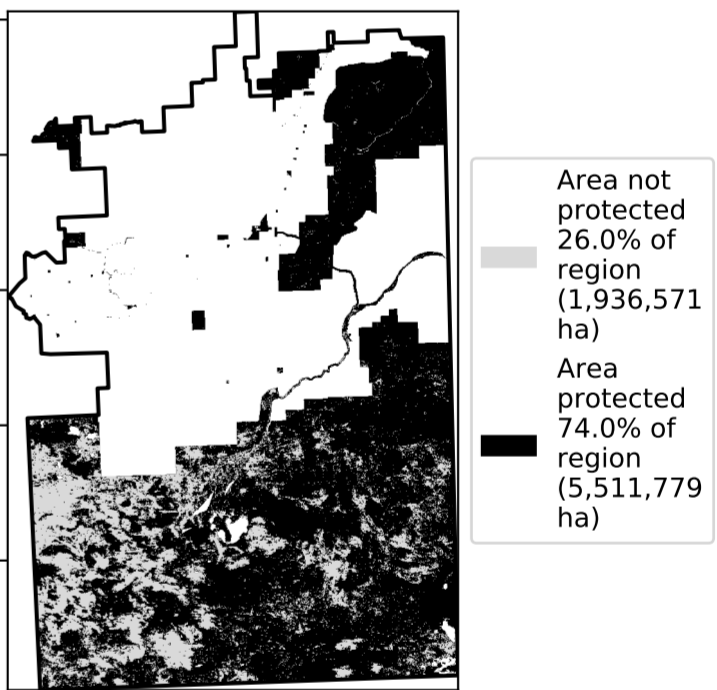 Area not
protected
26.0% of
region
(1,936,571
ha)
Area
protected
74.0% of
region
(5,511,779
ha)